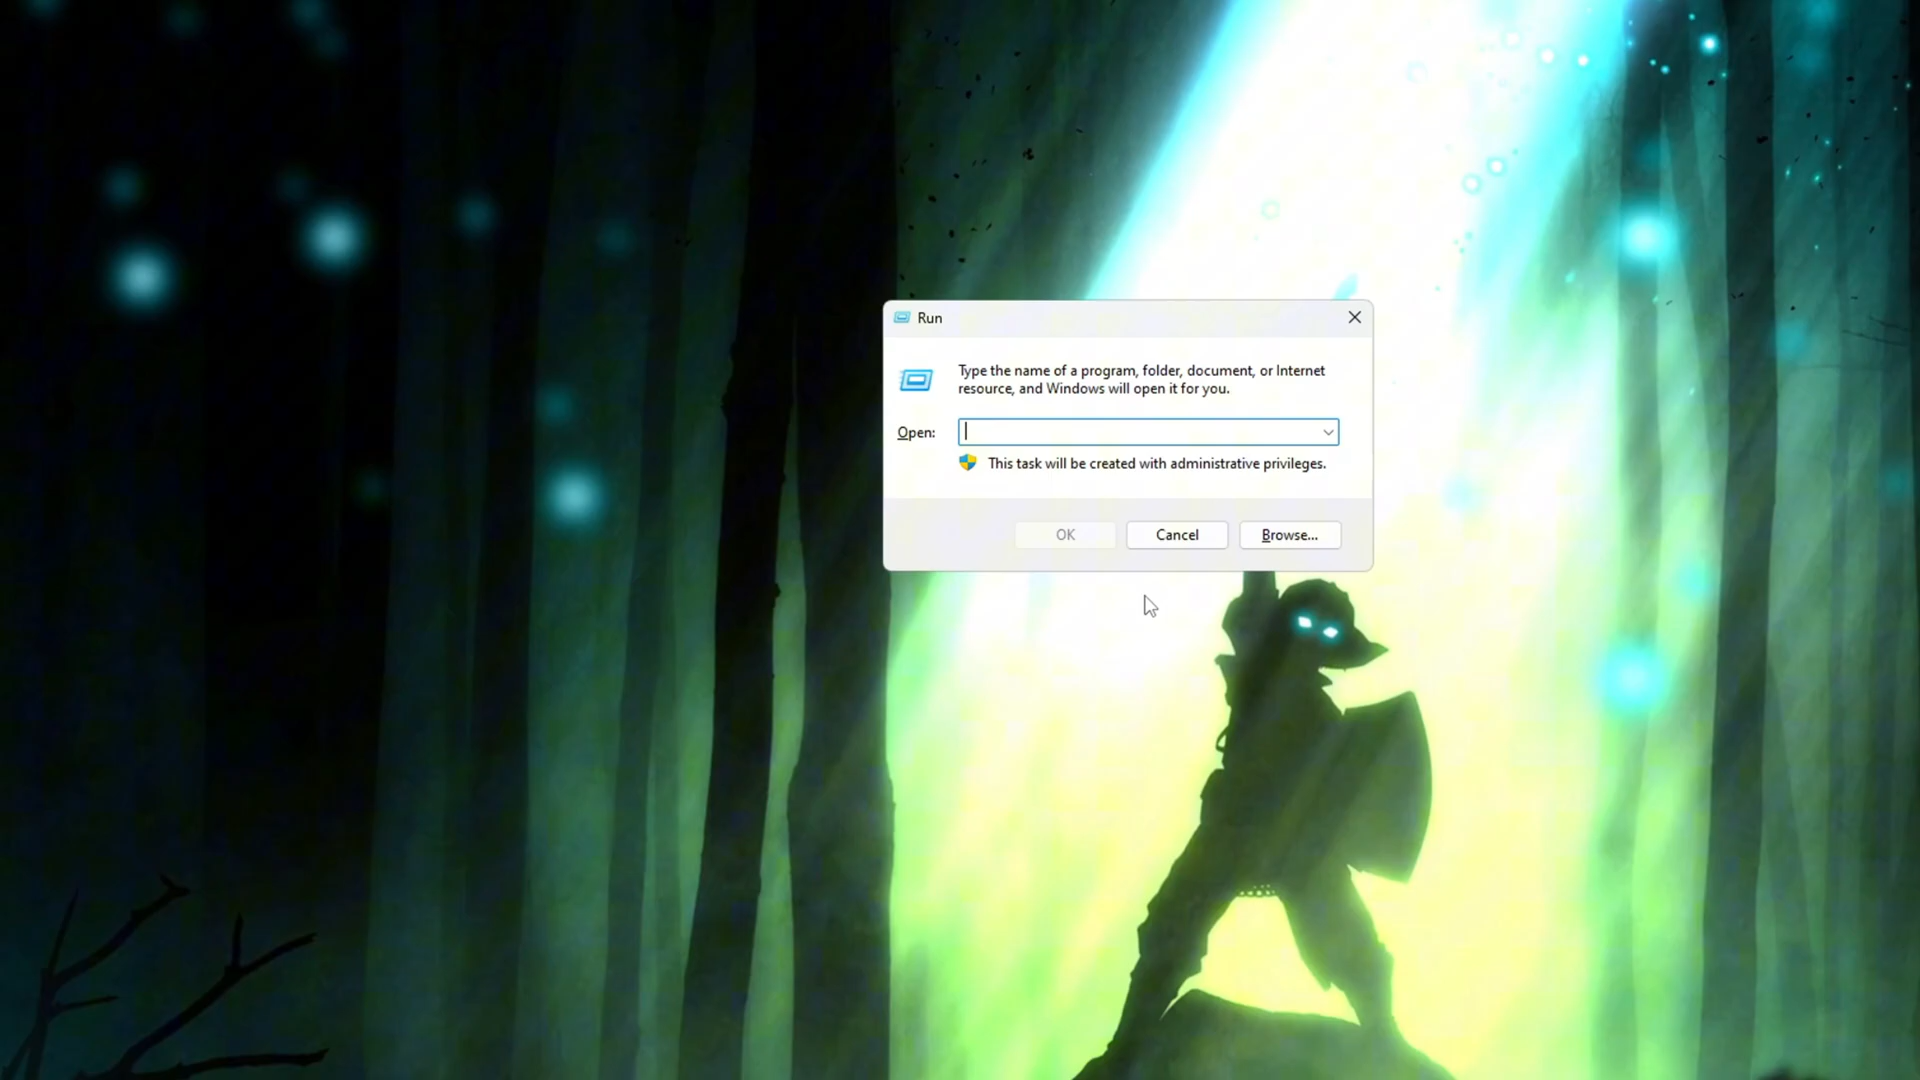 Run
Type the name of a program, folder, document, or Internet
resource, and Windows will open it for you.
Open:
This task will be created with administrative privileges.
OK
Cancel
Browse...